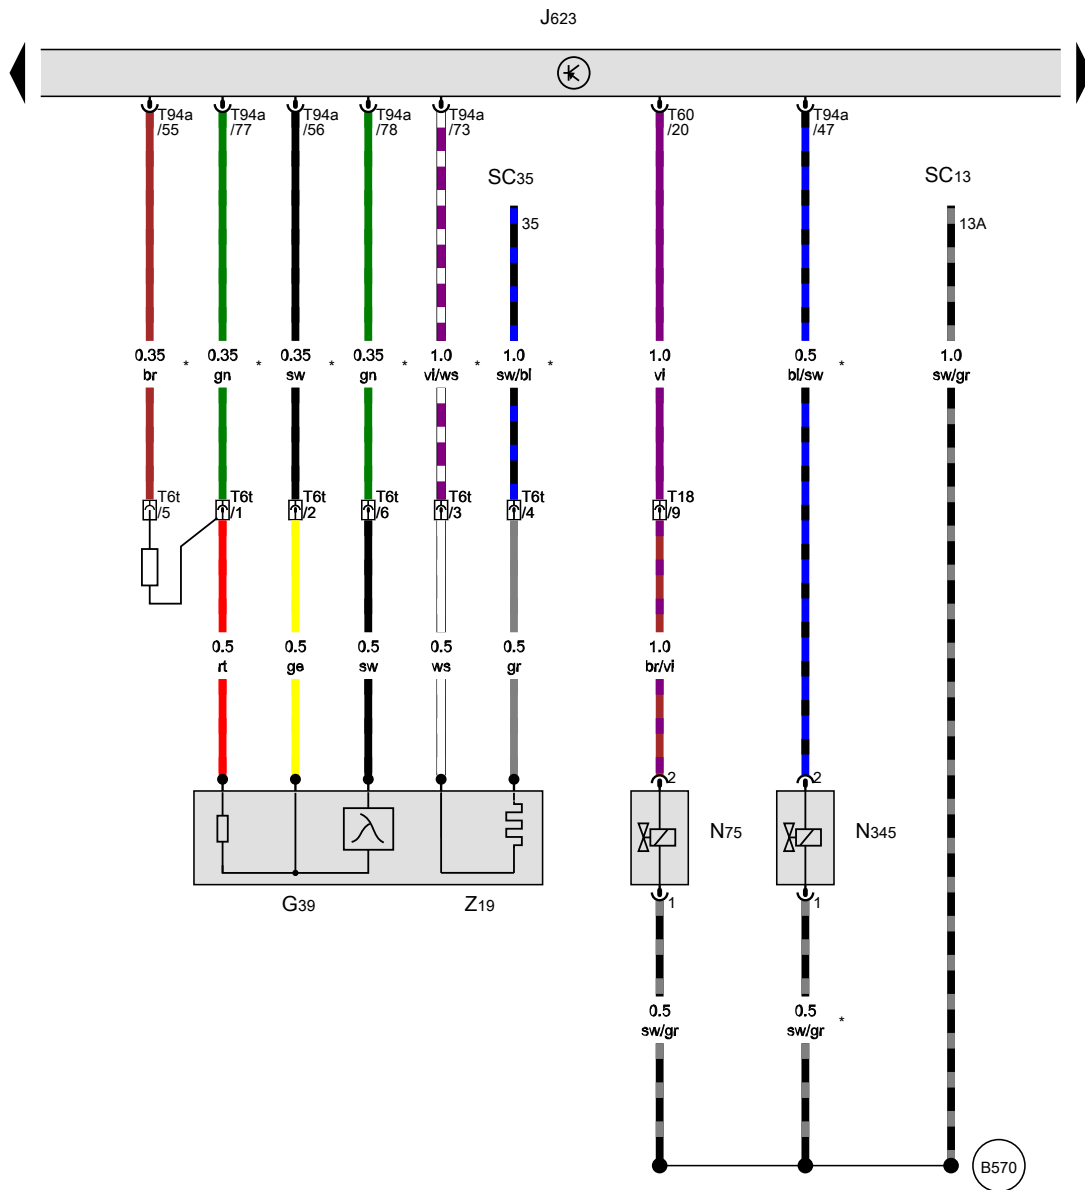 J623
T94a T94a T94a T94a T94a T60 T94a
/55 /77 /56 /78 /73 /20 /47
SC35 SC13
35 13A
0.35 0.35 0.35 0.35 1.0 1.0 1.0 0.5 1.0
* * * * * * *
br gn sw gn vi/ws sw/bl vi bl/sw sw/gr
T6t T6t T6t T6t T6t T6t T18
/5 /1 /2 /6 /3 /4 /9
0.5 0.5 0.5 0.5 0.5 1.0
rt ge sw ws gr br/vi
2 2
N75 N345
G39 Z19 1 1
0.5 0.5
sw/gr sw/gr *
B570